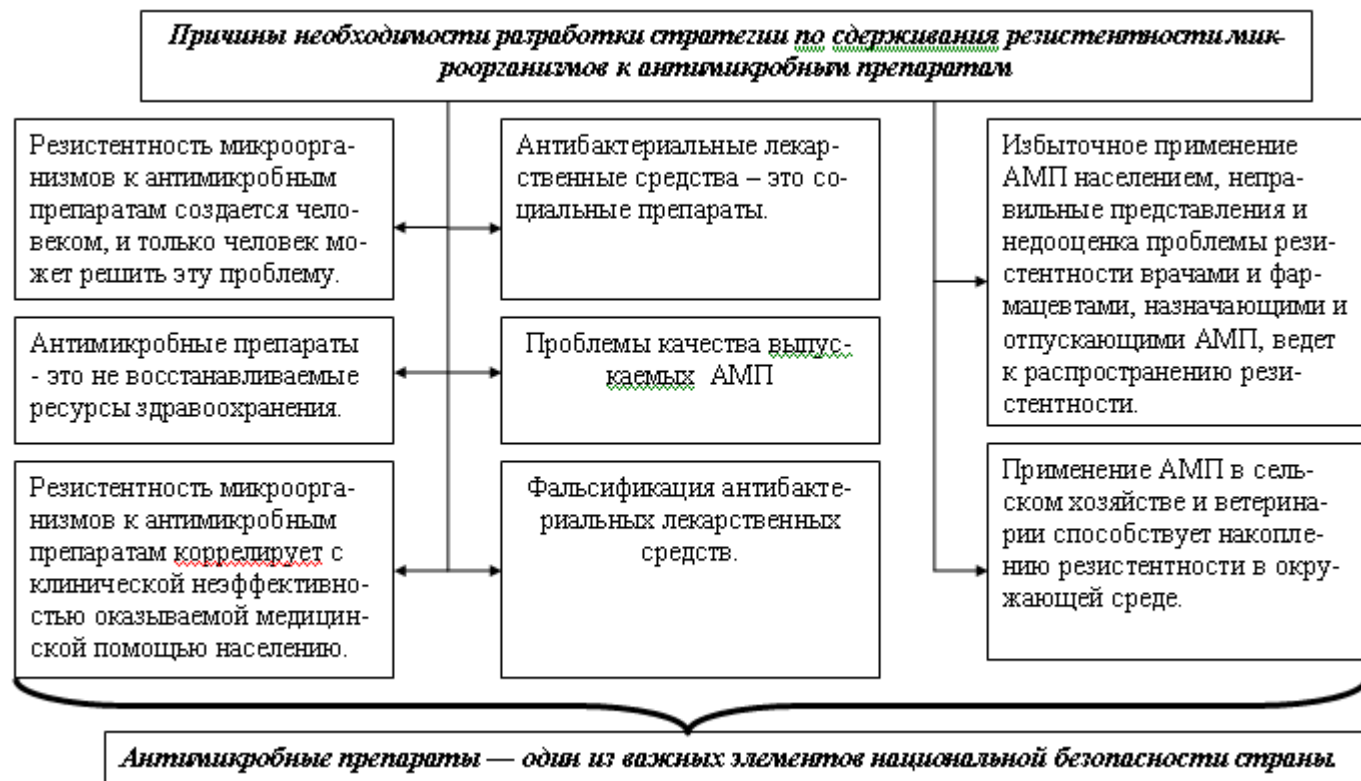 Причины необходимости разработки стратегии по сдерживания резистентности мик-
роорганизмов к антимикробным препаратам
Резистентность микроорга-
низмов к антимикробным
препаратам создается чело-
веком, и только человек мо-
жет решить эту проблему.
Антибактериальные лекар-
ственные средства – это со-
циальные препараты.
Избыточное применение
АМП населением, непра-
вильные представления и
недооценка проблемы рези-
стентности врачами и фар-
мацевтами, назначающими и
отпускающими АМП, ведет
к распространению рези-
стентности.
Антимикробные препараты
- это не восстанавливаемые
ресурсы здравоохранения.
Проблемы качества выпус-
каемых АМП
Резистентность микроорга-
низмов к антимикробным
препаратам коррелирует с
клинической неэффективно-
стью оказываемой медицин-
ской помощью населению.
Фальсификация антибакте-
риальных лекарственных
средств.
Применение АМП в сель-
ском хозяйстве и ветерина-
рии способствует накопле-
нию резистентности в окру-
жающей среде.
Антимикробные препараты — один из важных элементов национальной безопасности страны.